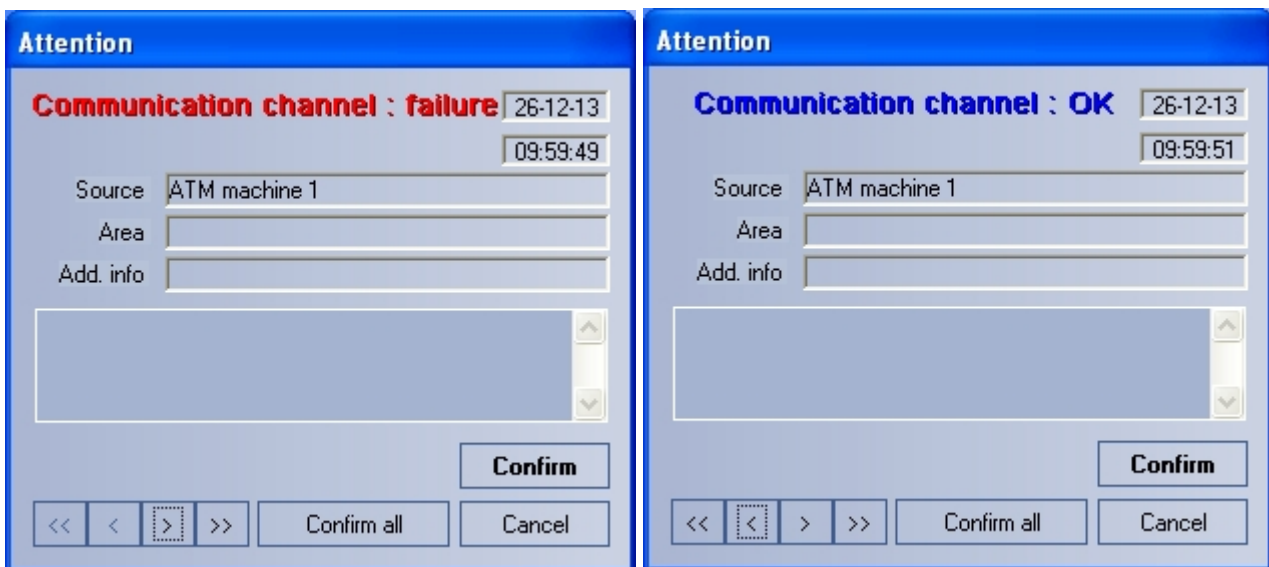 Attention
Communication channel : failure 26-12-13
09:59:49
Source ATM machine 1
Area
Add. info
Confirm
<< < > >> Confirm all Cancel
Attention
Communication channel : OK 26-12-13
09:59:51
Source ATM machine 1
Area
Add. info
Confirm
<< < > >> Confirm all Cancel